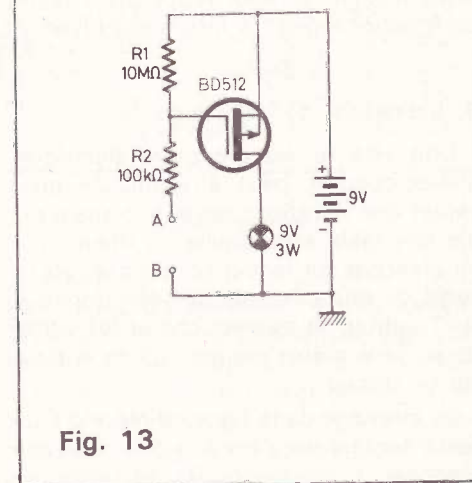 R1
10MΩ
BD512
R2
100kΩ
A
B
9V
3W
+
9V
-
Fig. 13